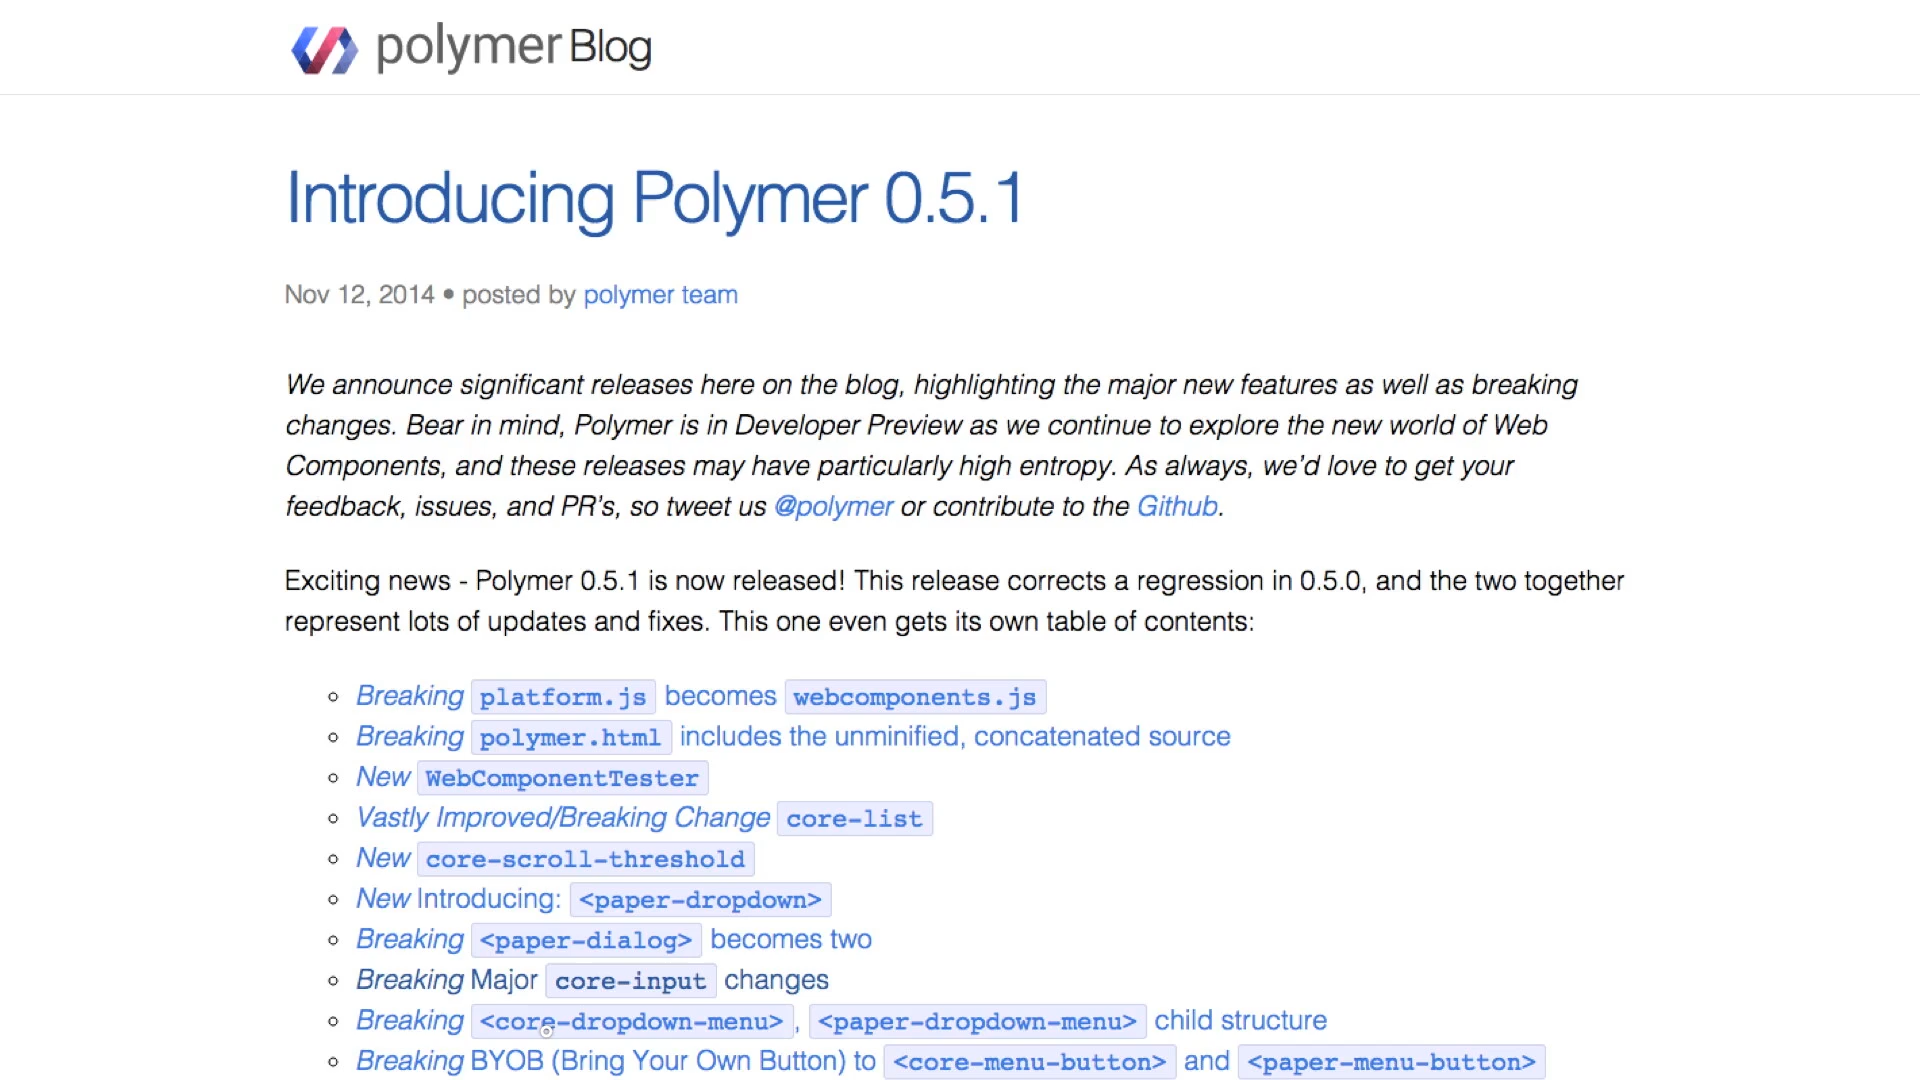 polymer Blog
Introducing Polymer 0.5.1
Nov 12, 2014 • posted by polymer team
We announce significant releases here on the blog, highlighting the major new features as well as breaking
changes. Bear in mind, Polymer is in Developer Preview as we continue to explore the new world of Web
Components, and these releases may have particularly high entropy. As always, we’d love to get your
feedback, issues, and PR’s, so tweet us @polymer or contribute to the Github.
Exciting news - Polymer 0.5.1 is now released! This release corrects a regression in 0.5.0, and the two together
represent lots of updates and fixes. This one even gets its own table of contents:
Breaking platform.js becomes webcomponents.js
Breaking polymer.html includes the unminified, concatenated source
New WebComponentTester
Vastly Improved/Breaking Change core-list
New core-scroll-threshold
New Introducing: <paper-dropdown>
Breaking <paper-dialog> becomes two
Breaking Major core-input changes
Breaking <core-dropdown-menu>, <paper-dropdown-menu> child structure
Breaking BYOB (Bring Your Own Button) to <core-menu-button> and <paper-menu-button>